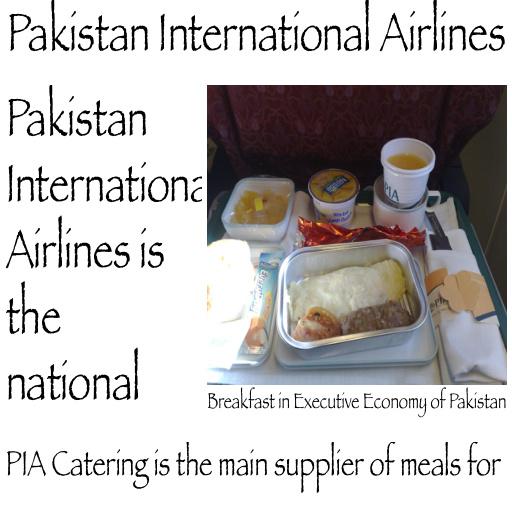 Pakistan International Airlines
Pakistan
Internationa
Airlines is
the
national
PIA
Breakfast in Executive Economy of Pakistan
PIA Catering is the main supplier of meals for